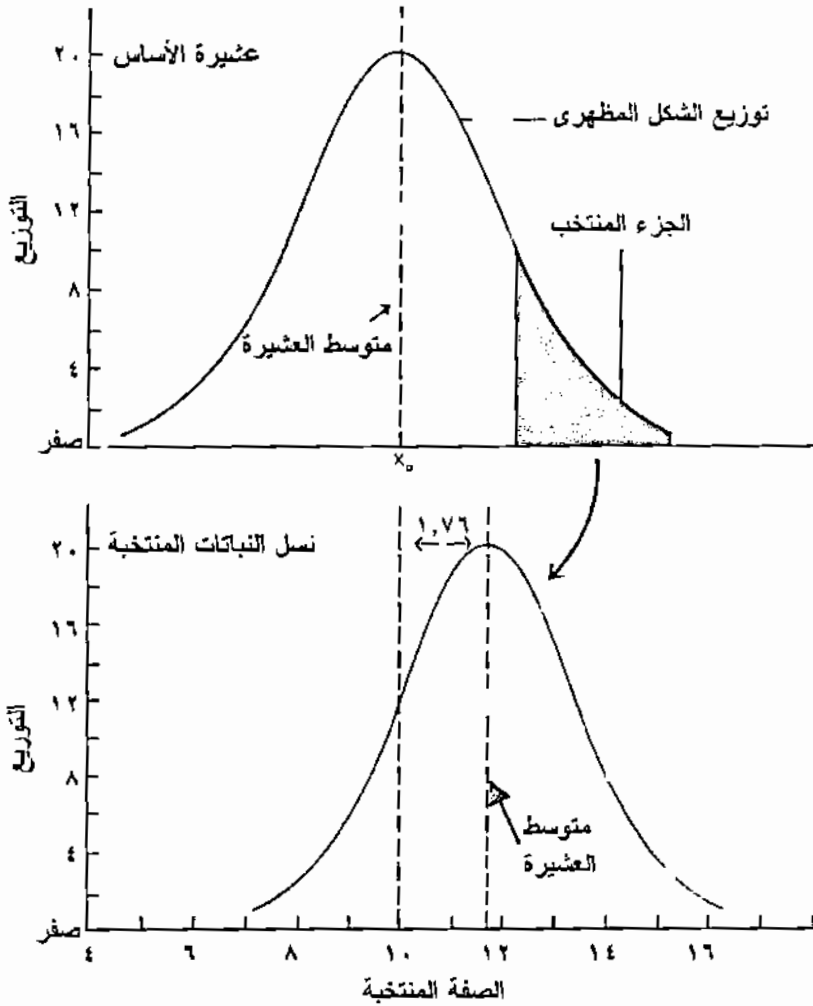 عشيرة الأساس
توزيع الشكل المظهرى
الجزء المنتخب
متوسط العشيرة
التوزيع
٢٠
١٦
١٢
٨
٤
صفر
X₀
١,٧٦
نسل النباتات المنتخبة
متوسط
العشيرة
التوزيع
٢٠
١٦
١٢
٨
٤
صفر
٤ ٦ ٨ ١٠ ١٢ ١٤ ١٦
الصفة المنتخبة